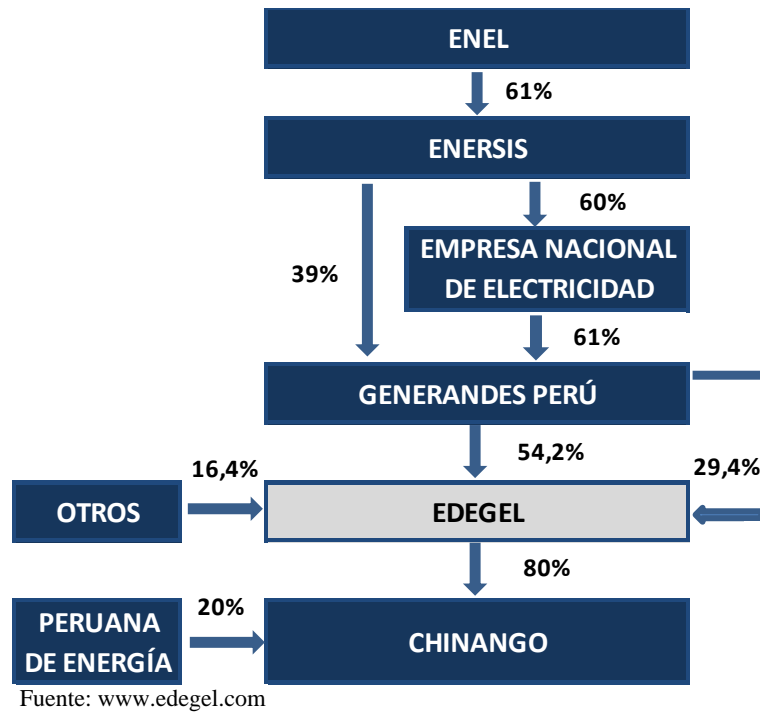 ENEL
61%
ENERSIS
60%
39%
EMPRESA NACIONAL
DE ELECTRICIDAD
61%
GENERANDES PERÚ
54,2%
16,4%
29,4%
OTROS
EDEGEL
80%
20%
PERUANA
DE ENERGÍA
CHINANGO
Fuente: www.edegel.com